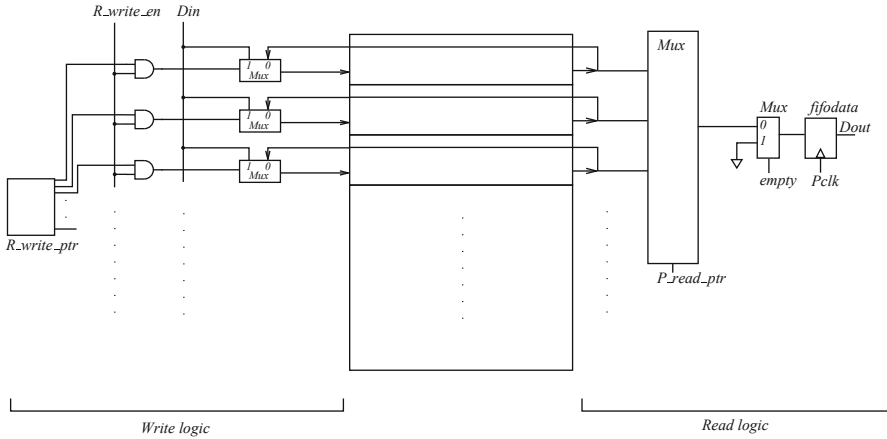 R_write_en Din
Mux
1 0
Mux
Mux fifodata
0
1
Dout
1 0
Mux
1 0
Mux
empty Pclk
R_write_ptr
P_read_ptr
Write logic
Read logic